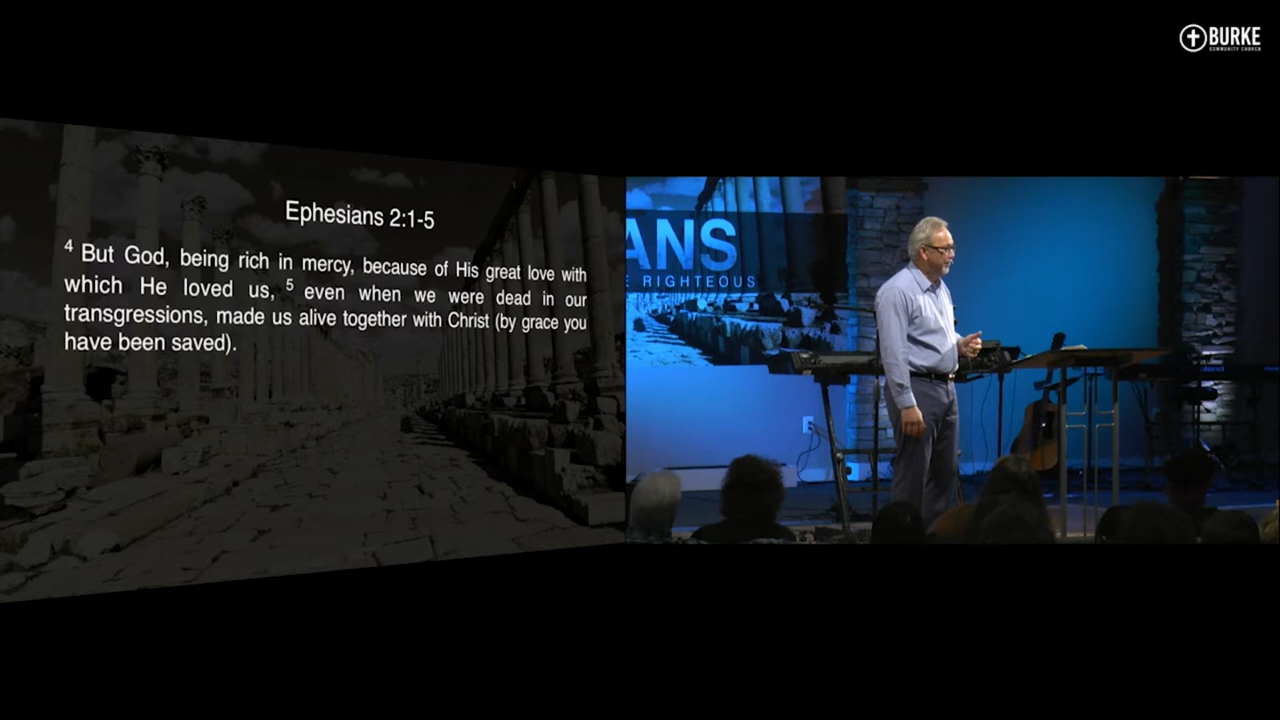 BURKE
COMMUNITY CHURCH
Ephesians 2:1-5
4 But God, being rich in mercy, because of His great love with
which He loved us, 5 even when we were dead in our
transgressions, made us alive together with Christ (by grace you
have been saved).
ANS
E RIGHTEOUS